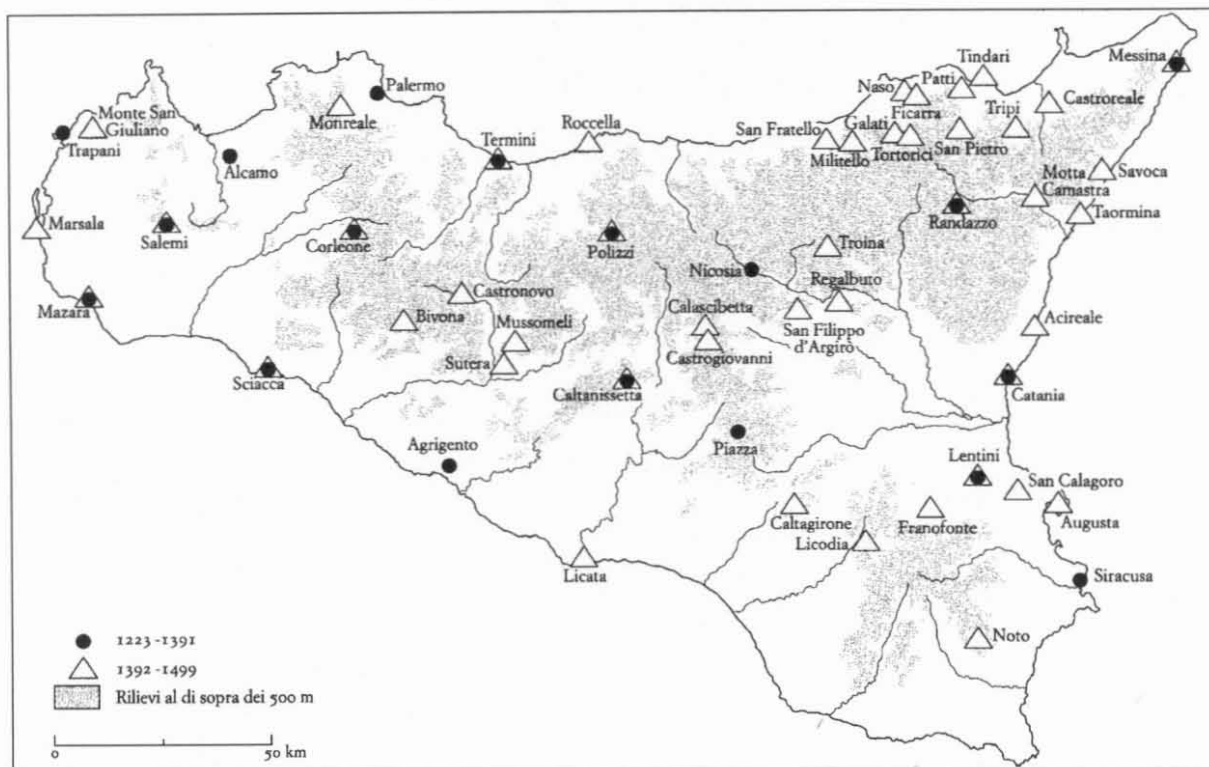 Tindari
Messina
Patti
Palermo
Naso
Castroreale
Ficarra
Tripi
Monte San
Giuliano
Monreale
Roccella
San Fratello
Galati
Trapani
Termini
Militello
Tortorici
San Pietro
Alcamo
Motta
Camastra
Savoca
Marsala
Salemi
Corleone
Polizzi
Randazzo
Taormina
Troina
Nicosia
Regalbuto
Mazara
Castronovo
Bivona
Calascibetta
Mussomeli
San Filippo
d'Argirò
Acireale
Castrogiovanni
Sutera
Sciacca
Caltanissetta
Catania
Agrigento
Piazza
Lentini
San Calagoro
Caltagirone
Franofonte
Augusta
Licodia
Licata
Siracusa
Noto
1223 -1391
1392 -1499
Rilievi al di sopra dei 500 m
0
50 km